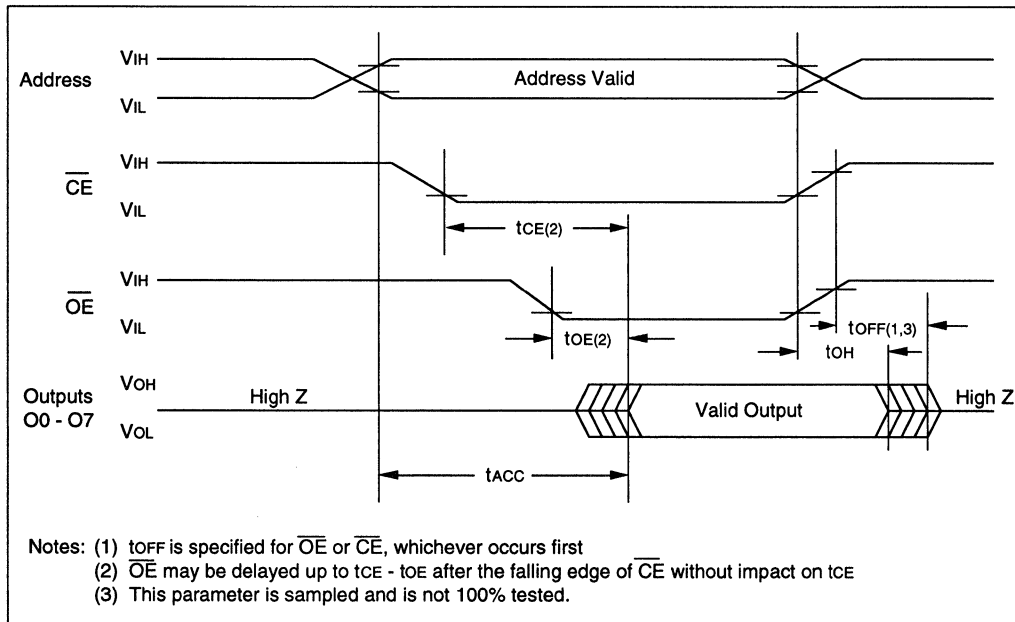 VIH
Address
Address Valid
VIL
VIH
CE
VIL
tCE(2)
VIH
OE
VIL
tOE(2)
tOFF(1,3)
tOH
VOH
Outputs
O0 - O7
High Z
Valid Output
High Z
VOL
tACC
Notes: (1) tOFF is specified for OE or CE, whichever occurs first
(2) OE may be delayed up to tCE - tOE after the falling edge of CE without impact on tCE
(3) This parameter is sampled and is not 100% tested.